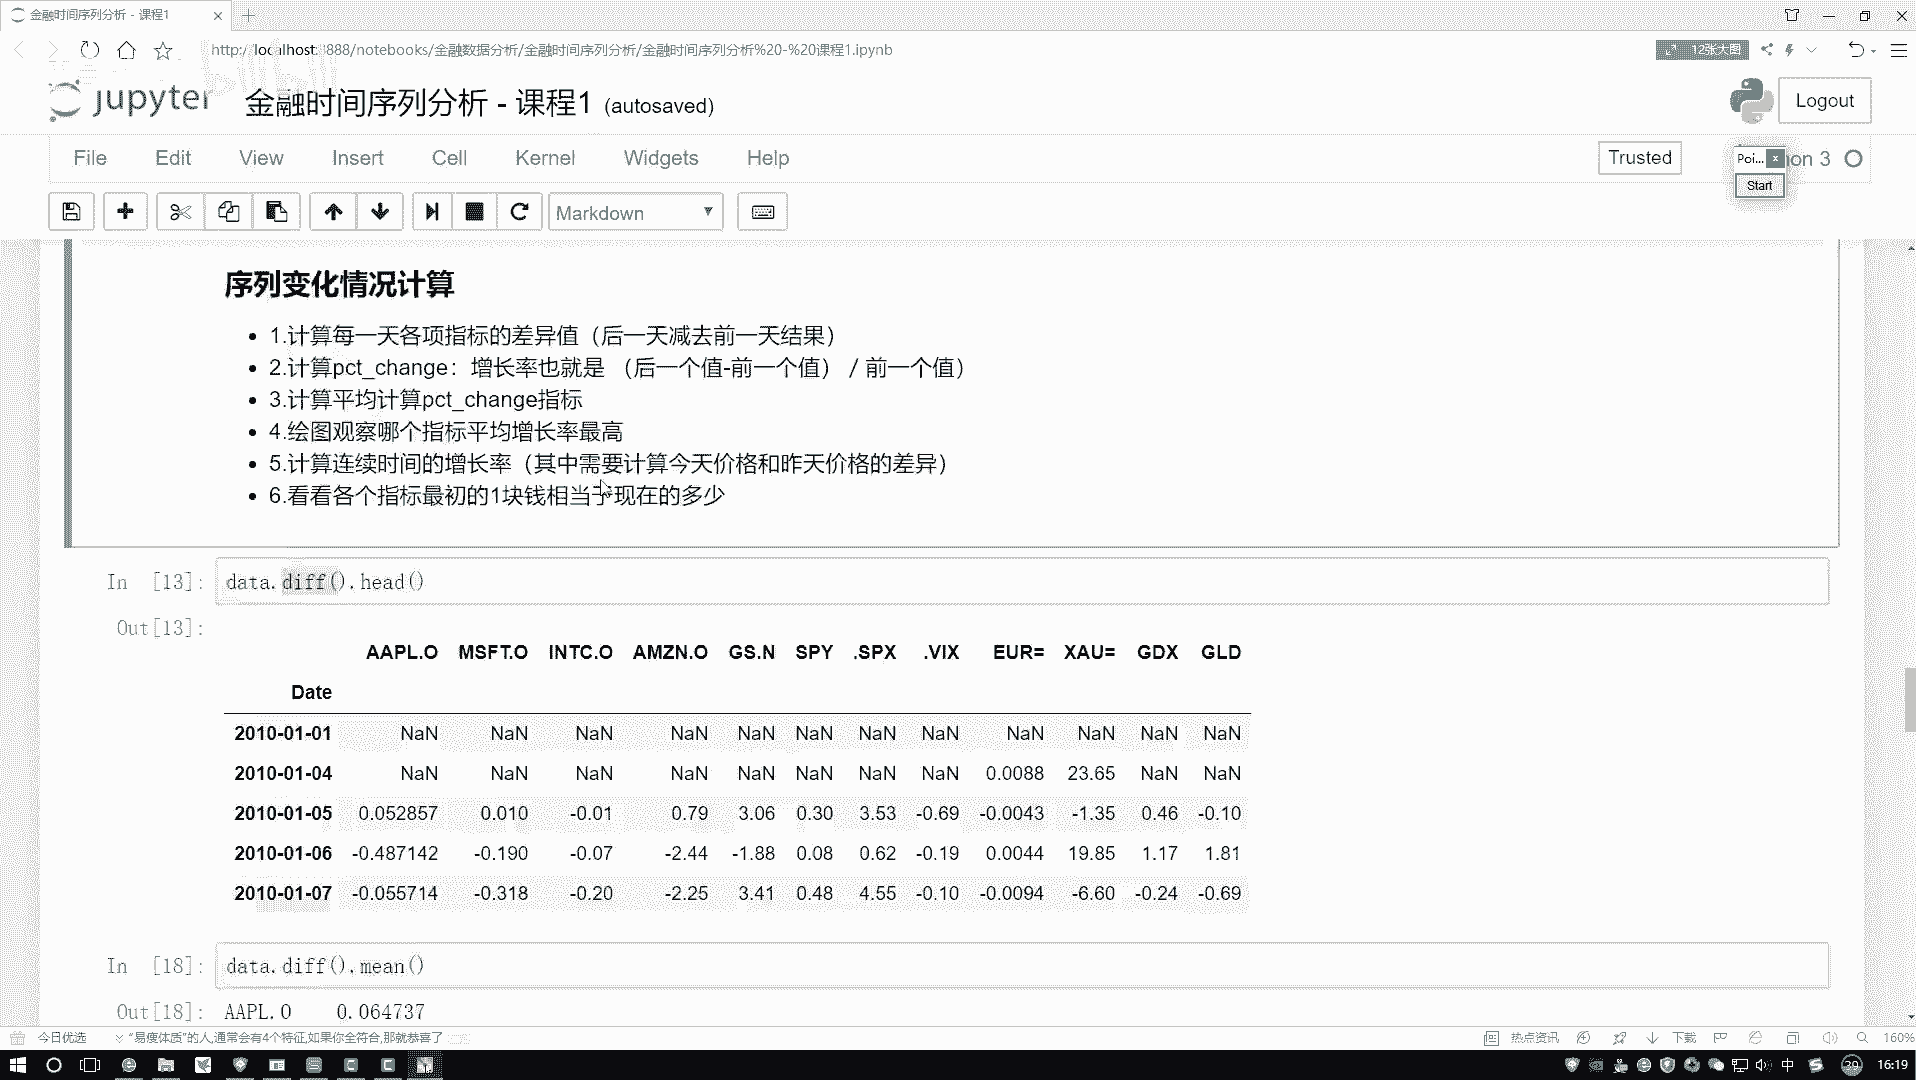 金融时间序列分析 - 课程1
http://localhost:8888/notebooks/金融数据分析/金融时间序列分析/金融时间序列分析%20-%20课程1.ipynb
12张大图
jupyter 金融时间序列分析 - 课程1 (autosaved)
Logout
File Edit View Insert Cell Kernel Widgets Help
Trusted
Poi...
Start
Markdown
序列变化情况计算
• 1.计算每一天各项指标的差异值（后一天减去前一天结果）
• 2.计算pct_change：增长率也就是 （后一个值-前一个值） / 前一个值）
• 3.计算平均计算pct_change指标
• 4.绘图观察哪个指标平均增长率最高
• 5.计算连续时间的增长率（其中需要计算今天价格和昨天价格的差异）
• 6.看看各个指标最初的1块钱相当于现在的多少
In [13]: data.diff().head()
Out[13]:
AAPL.O MSFT.O INTC.O AMZN.O GS.N SPY .SPX .VIX EUR= XAU= GDX GLD
Date
2010-01-01 NaN NaN NaN NaN NaN NaN NaN NaN NaN NaN NaN NaN
2010-01-04 NaN NaN NaN NaN NaN NaN NaN NaN 0.0088 23.65 NaN NaN
2010-01-05 0.052857 0.010 -0.01 0.79 3.06 0.30 3.53 -0.69 -0.0043 -1.35 0.46 -0.10
2010-01-06 -0.487142 -0.190 -0.07 -2.44 -1.88 0.08 0.62 -0.19 0.0044 19.85 1.17 1.81
2010-01-07 -0.055714 -0.318 -0.20 -2.25 3.41 0.48 4.55 -0.10 -0.0094 -6.60 -0.24 -0.69
In [18]: data.diff().mean()
Out[18]: AAPL.O 0.064737
今日优选 “易瘦体质”的人,通常会有4个特征,如果你全符合,那就恭喜了
热点资讯 下载 160%
中 29 16:19